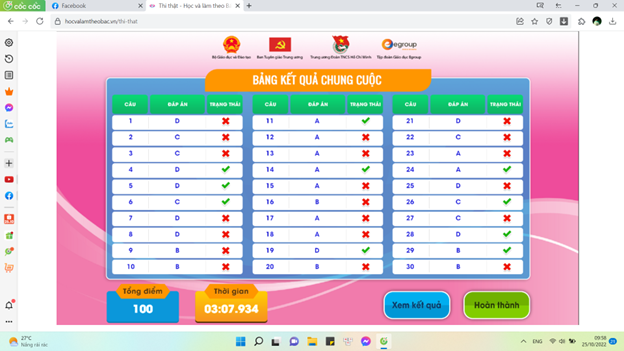 cốc cốc
Facebook
Thi thật - Học và làm theo B
hocvalamtheobac.vn/thi-that
egroup
Bộ Giáo dục và Đào tạo
Ban Tuyên giáo Trung ương
Trung ương Đoàn TNCS Hồ Chí Minh
Tập đoàn Giáo dục Egroup
BẢNG KẾT QUẢ CHUNG CUỘC
CÂU ĐÁP ÁN TRẠNG THÁI CÂU ĐÁP ÁN TRẠNG THÁI CÂU ĐÁP ÁN TRẠNG THÁI
1 D ✖ 11 A ✔ 21 D ✖
2 C ✖ 12 A ✖ 22 C ✖
3 C ✖ 13 A ✖ 23 A ✖
4 D ✔ 14 A ✔ 24 A ✔
5 D ✔ 15 A ✖ 25 D ✖
6 C ✔ 16 B ✖ 26 C ✔
7 D ✖ 17 A ✖ 27 C ✖
8 D ✖ 18 A ✖ 28 D ✔
9 B ✖ 19 D ✔ 29 B ✔
10 B ✖ 20 B ✖ 30 B ✖
Tổng điểm
100
Thời gian
03:07.934
Xem kết quả
Hoàn thành
27°C
Nắng rải rác
ENG
09:58
25/10/2022